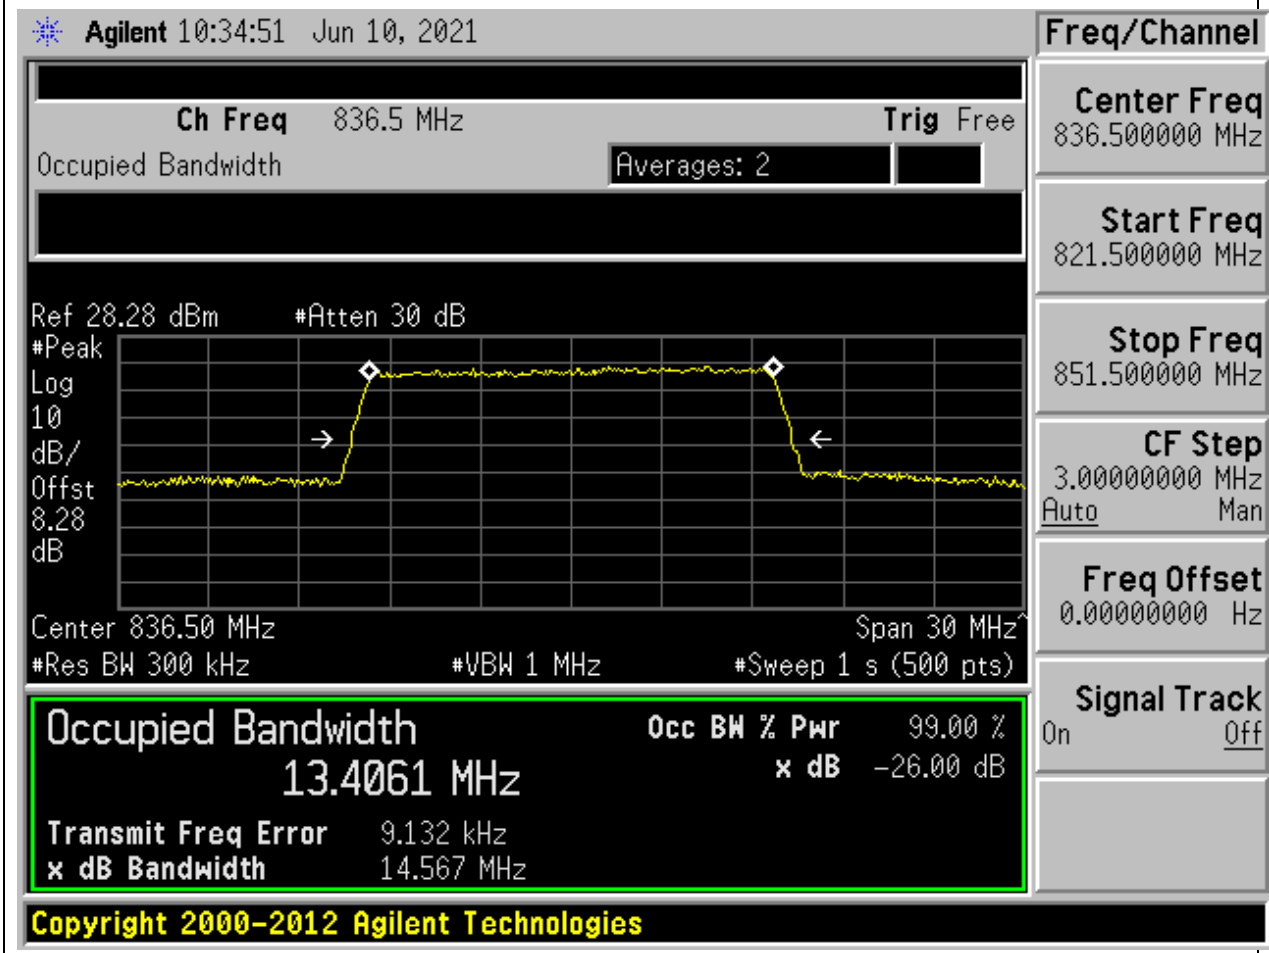 Agilent 10:34:51 Jun 10, 2021
Freq/Channel
Ch Freq 836.5 MHz Trig Free
Occupied Bandwidth Averages: 2
Center Freq
836.500000 MHz
Start Freq
821.500000 MHz
Stop Freq
851.500000 MHz
CF Step
3.00000000 MHz
Auto Man
Freq Offset
0.00000000 Hz
Signal Track
On Off
Ref 28.28 dBm #Atten 30 dB
#Peak
Log
10
dB/
Offst
8.28
dB
Center 836.50 MHz Span 30 MHz^
#Res BW 300 kHz #VBW 1 MHz #Sweep 1 s (500 pts)
Occupied Bandwidth Occ BW % Pwr 99.00 %
13.4061 MHz x dB -26.00 dB
Transmit Freq Error 9.132 kHz
x dB Bandwidth 14.567 MHz
Copyright 2000-2012 Agilent Technologies